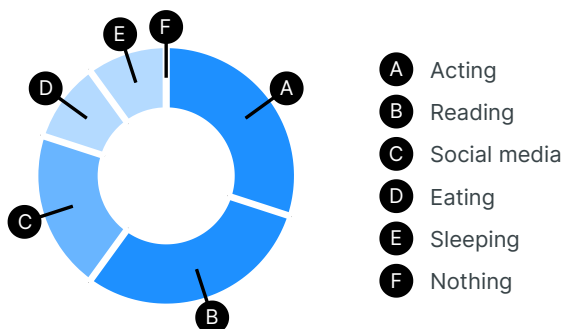 F
E
A
D
C
B
A Acting
B Reading
C Social media
D Eating
E Sleeping
F Nothing